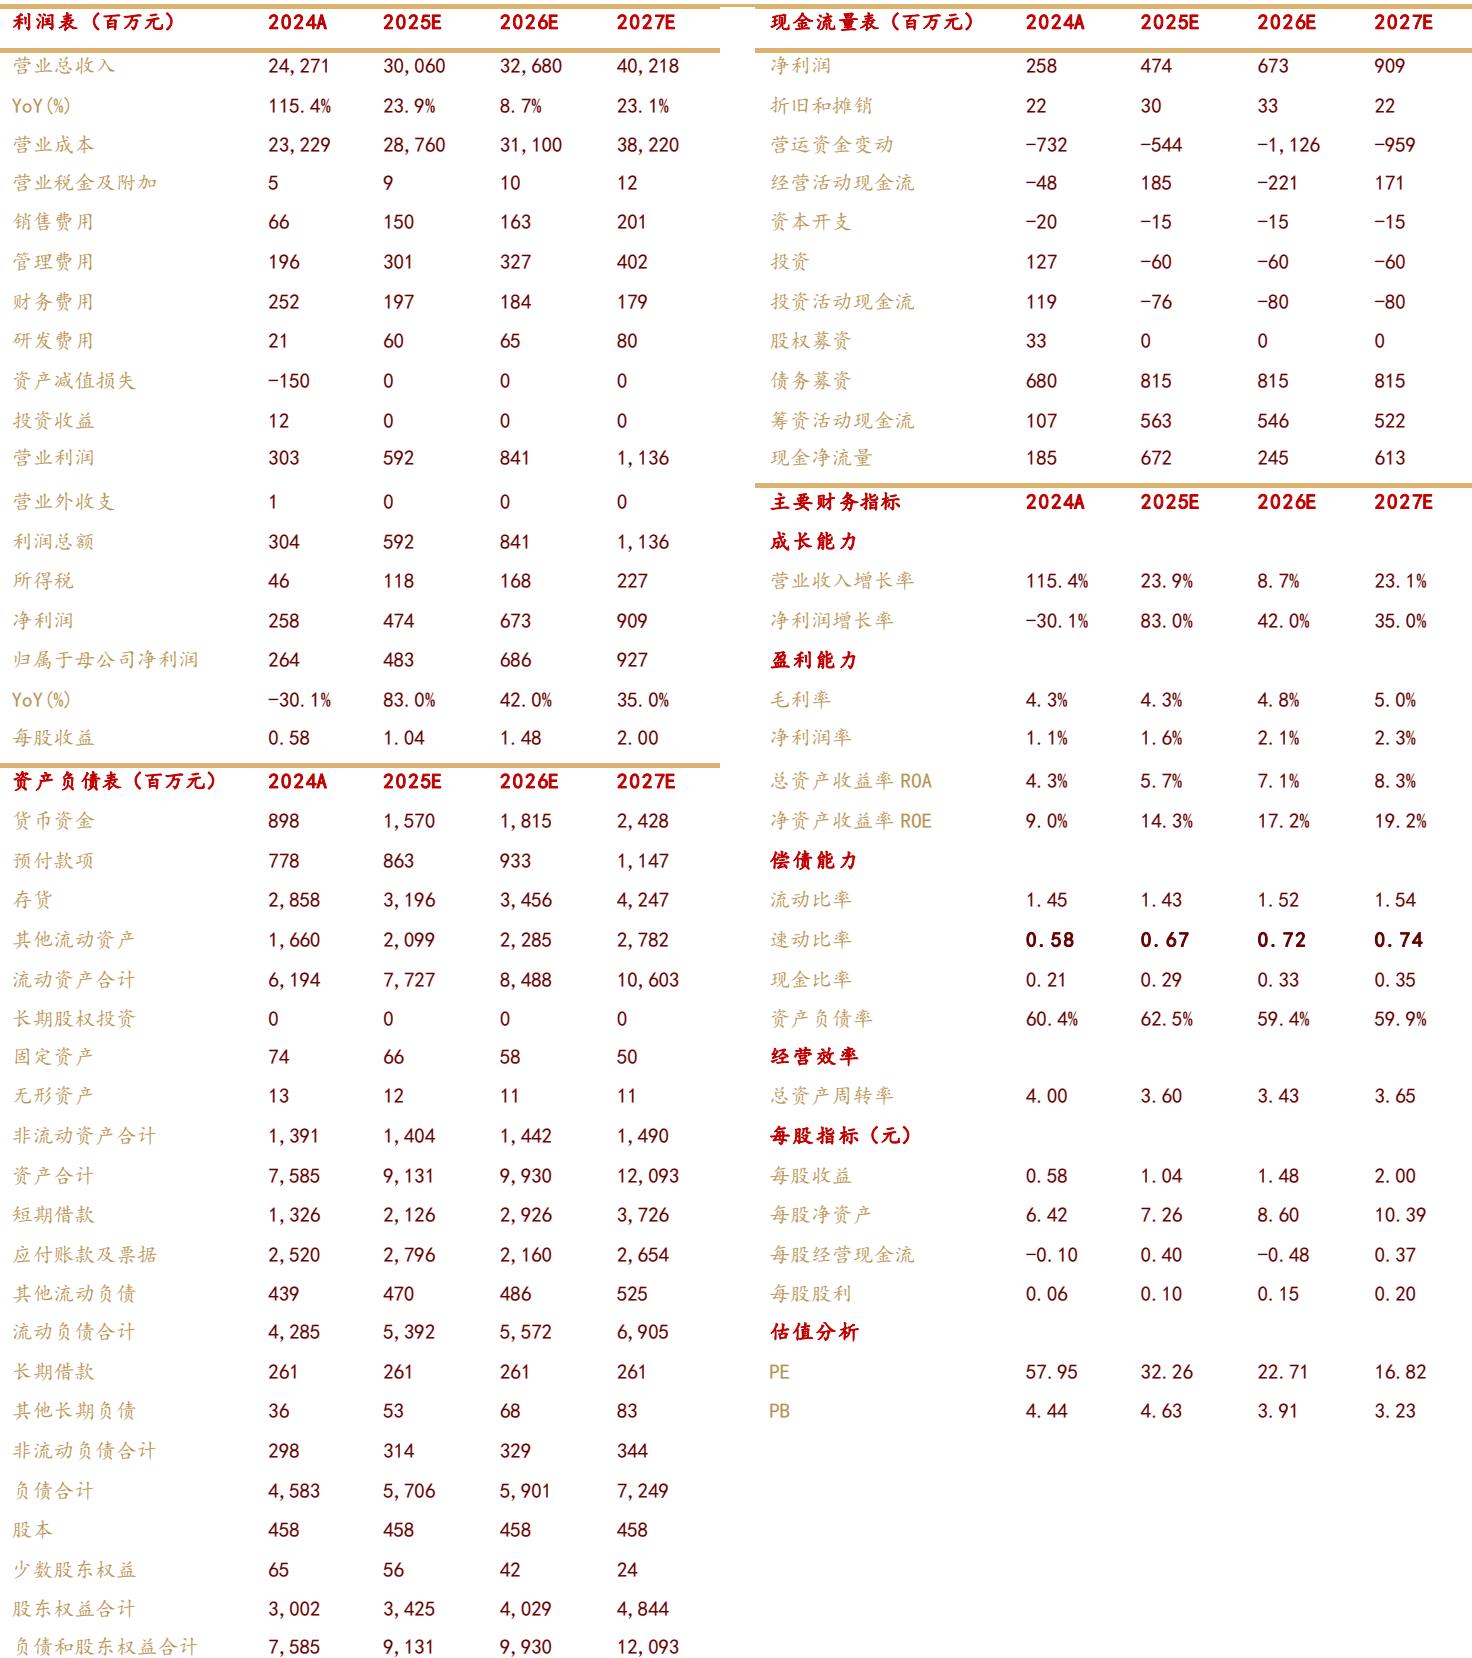 利润表（百万元） 2024A 2025E 2026E 2027E
营业总收入 24,271 30,060 32,680 40,218
YoY(%) 115.4% 23.9% 8.7% 23.1%
营业成本 23,229 28,760 31,100 38,220
营业税金及附加 5 9 10 12
销售费用 66 150 163 201
管理费用 196 301 327 402
财务费用 252 197 184 179
研发费用 21 60 65 80
资产减值损失 -150 0 0 0
投资收益 12 0 0 0
营业利润 303 592 841 1,136
营业外收支 1 0 0 0
利润总额 304 592 841 1,136
所得税 46 118 168 227
净利润 258 474 673 909
归属于母公司净利润 264 483 686 927
YoY(%) -30.1% 83.0% 42.0% 35.0%
每股收益 0.58 1.04 1.48 2.00
资产负债表（百万元） 2024A 2025E 2026E 2027E
货币资金 898 1,570 1,815 2,428
预付款项 778 863 933 1,147
存货 2,858 3,196 3,456 4,247
其他流动资产 1,660 2,099 2,285 2,782
流动资产合计 6,194 7,727 8,488 10,603
长期股权投资 0 0 0 0
固定资产 74 66 58 50
无形资产 13 12 11 11
非流动资产合计 1,391 1,404 1,442 1,490
资产合计 7,585 9,131 9,930 12,093
短期借款 1,326 2,126 2,926 3,726
应付账款及票据 2,520 2,796 2,160 2,654
其他流动负债 439 470 486 525
流动负债合计 4,285 5,392 5,572 6,905
长期借款 261 261 261 261
其他长期负债 36 53 68 83
非流动负债合计 298 314 329 344
负债合计 4,583 5,706 5,901 7,249
股本 458 458 458 458
少数股东权益 65 56 42 24
股东权益合计 3,002 3,425 4,029 4,844
负债和股东权益合计 7,585 9,131 9,930 12,093
现金流量表（百万元） 2024A 2025E 2026E 2027E
净利润 258 474 673 909
折旧和摊销 22 30 33 22
营运资金变动 -732 -544 -1,126 -959
经营活动现金流 -48 185 -221 171
资本开支 -20 -15 -15 -15
投资 127 -60 -60 -60
投资活动现金流 119 -76 -80 -80
股权募资 33 0 0 0
债务募资 680 815 815 815
筹资活动现金流 107 563 546 522
现金净流量 185 672 245 613
主要财务指标 2024A 2025E 2026E 2027E
成长能力
营业收入增长率 115.4% 23.9% 8.7% 23.1%
净利润增长率 -30.1% 83.0% 42.0% 35.0%
盈利能力
毛利率 4.3% 4.3% 4.8% 5.0%
净利润率 1.1% 1.6% 2.1% 2.3%
总资产收益率 ROA 4.3% 5.7% 7.1% 8.3%
净资产收益率 ROE 9.0% 14.3% 17.2% 19.2%
偿债能力
流动比率 1.45 1.43 1.52 1.54
速动比率 0.58 0.67 0.72 0.74
现金比率 0.21 0.29 0.33 0.35
资产负债率 60.4% 62.5% 59.4% 59.9%
经营效率
总资产周转率 4.00 3.60 3.43 3.65
每股指标（元）
每股收益 0.58 1.04 1.48 2.00
每股净资产 6.42 7.26 8.60 10.39
每股经营现金流 -0.10 0.40 -0.48 0.37
每股股利 0.06 0.10 0.15 0.20
估值分析
PE 57.95 32.26 22.71 16.82
PB 4.44 4.63 3.91 3.23